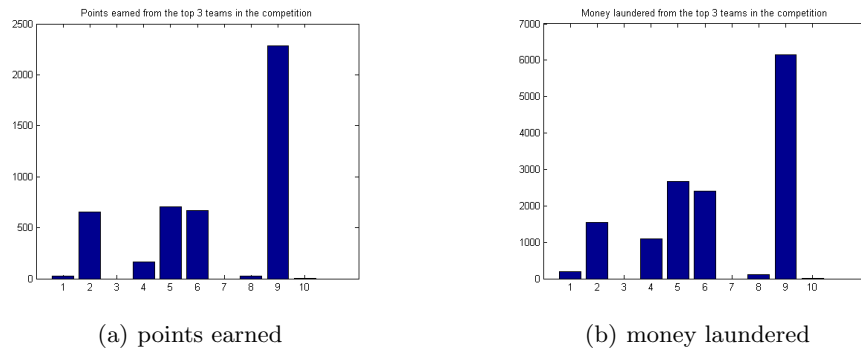 Points earned from the top 3 teams in the competition
2500
2000
1500
1000
500
0
1 2 3 4 5 6 7 8 9 10
(a) points earned
Money laundered from the top 3 teams in the competition
7000
6000
5000
4000
3000
2000
1000
0
1 2 3 4 5 6 7 8 9 10
(b) money laundered